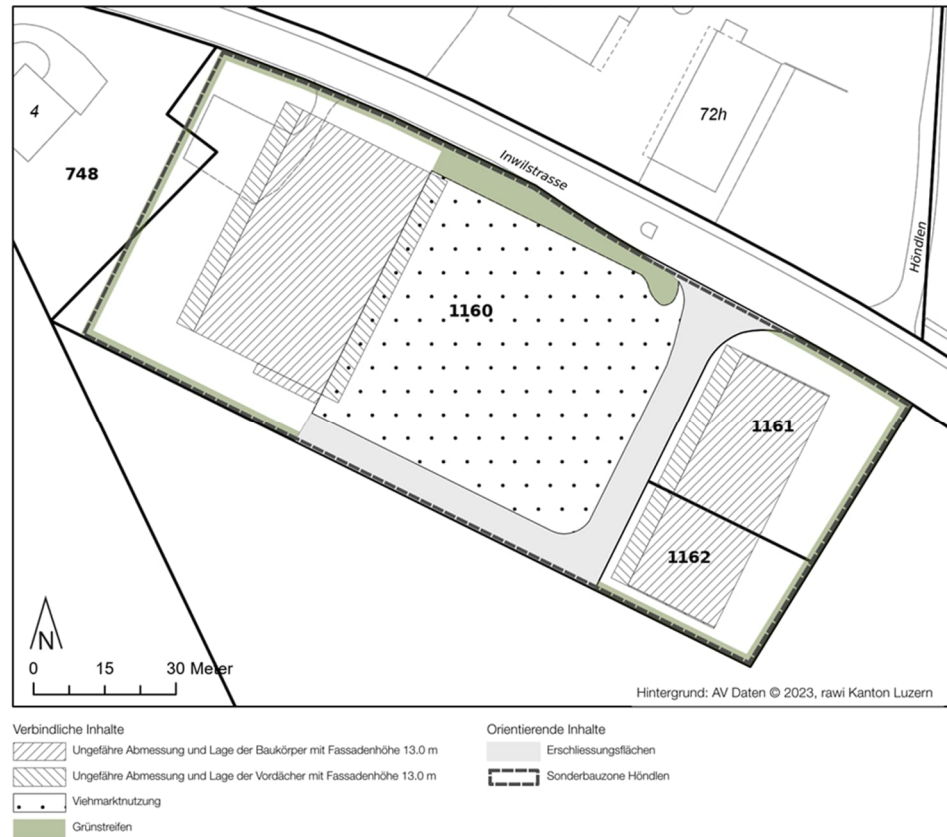 4
72h
748
Inwilstrasse
Höndlen
1160
1161
1162
N
0 15 30 Meter
Hintergrund: AV Daten © 2023, rawi Kanton Luzern
Verbindliche Inhalte
Ungefähre Abmessung und Lage der Baukörper mit Fassadenhöhe 13.0 m
Ungefähre Abmessung und Lage der Vordächer mit Fassadenhöhe 13.0 m
Viehmarktnutzung
Grünstreifen
Orientierende Inhalte
Erschliessungsflächen
Sonderbauzone Höndlen